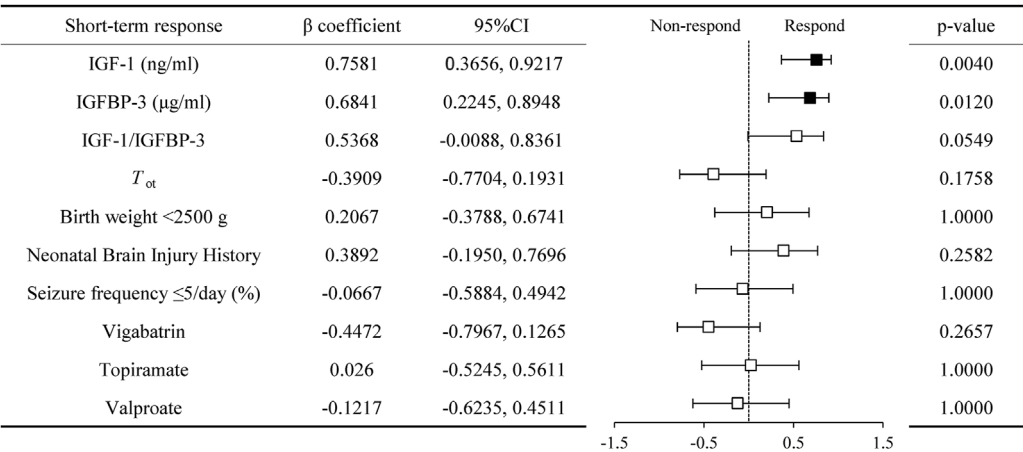 Short-term response β coefficient 95%CI Non-respond Respond p-value
IGF-1 (ng/ml) 0.7581 0.3656, 0.9217 0.0040
IGFBP-3 (μg/ml) 0.6841 0.2245, 0.8948 0.0120
IGF-1/IGFBP-3 0.5368 -0.0088, 0.8361 0.0549
T ot -0.3909 -0.7704, 0.1931 0.1758
Birth weight <2500 g 0.2067 -0.3788, 0.6741 1.0000
Neonatal Brain Injury History 0.3892 -0.1950, 0.7696 0.2582
Seizure frequency ≤5/day (%) -0.0667 -0.5884, 0.4942 1.0000
Vigabatrin -0.4472 -0.7967, 0.1265 0.2657
Topiramate 0.026 -0.5245, 0.5611 1.0000
Valproate -0.1217 -0.6235, 0.4511 1.0000
-1.5 -0.5 0.5 1.5